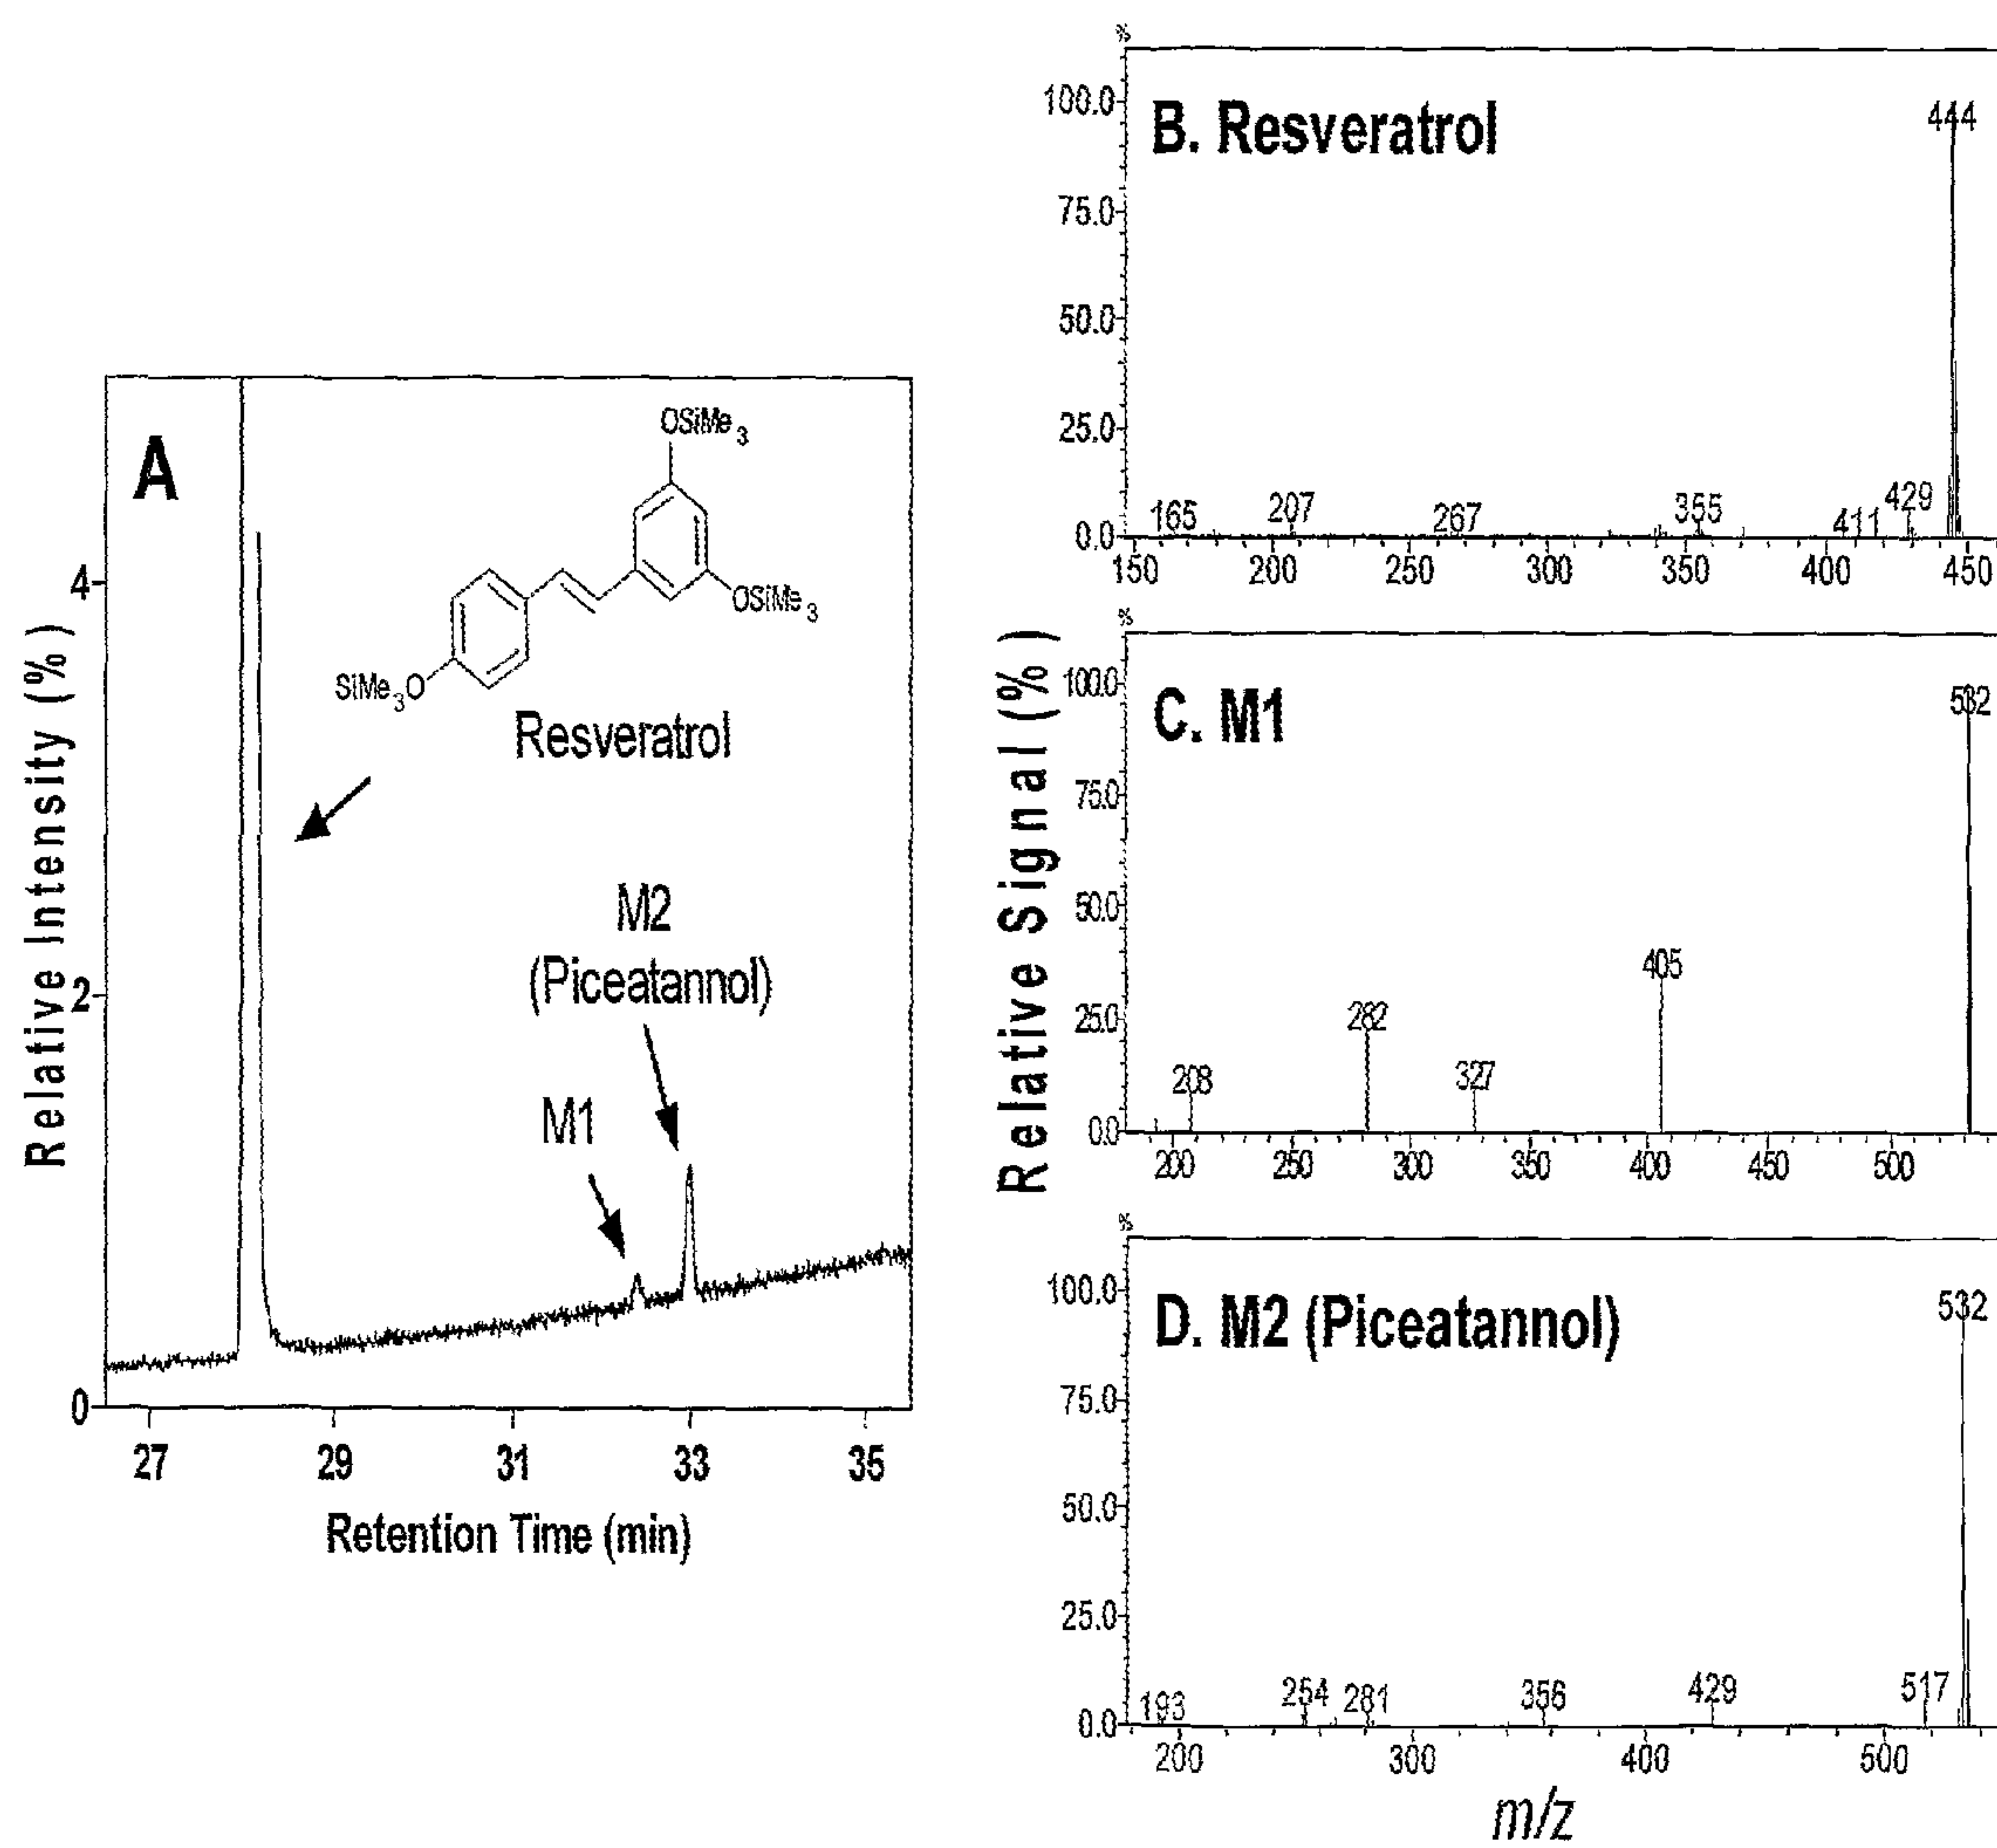 A
OSiMe3
OSiMe3
SiMe3O
Resveratrol
M2
(Piceatannol)
M1
Relative Intensity (%)
4
2
0
27 29 31 33 35
Retention Time (min)
Relative Signal (%)
%
B. Resveratrol
100.0
75.0
50.0
25.0
0.0
444
165 207 267 355 411 429
150 200 250 300 350 400 450
%
C. M1
100.0
75.0
50.0
25.0
0.0
532
405
282
327
208
200 250 300 350 400 450 500
%
D. M2 (Piceatannol)
100.0
75.0
50.0
25.0
0.0
532
193 254 281 356 429 517
200 300 400 500
m/z